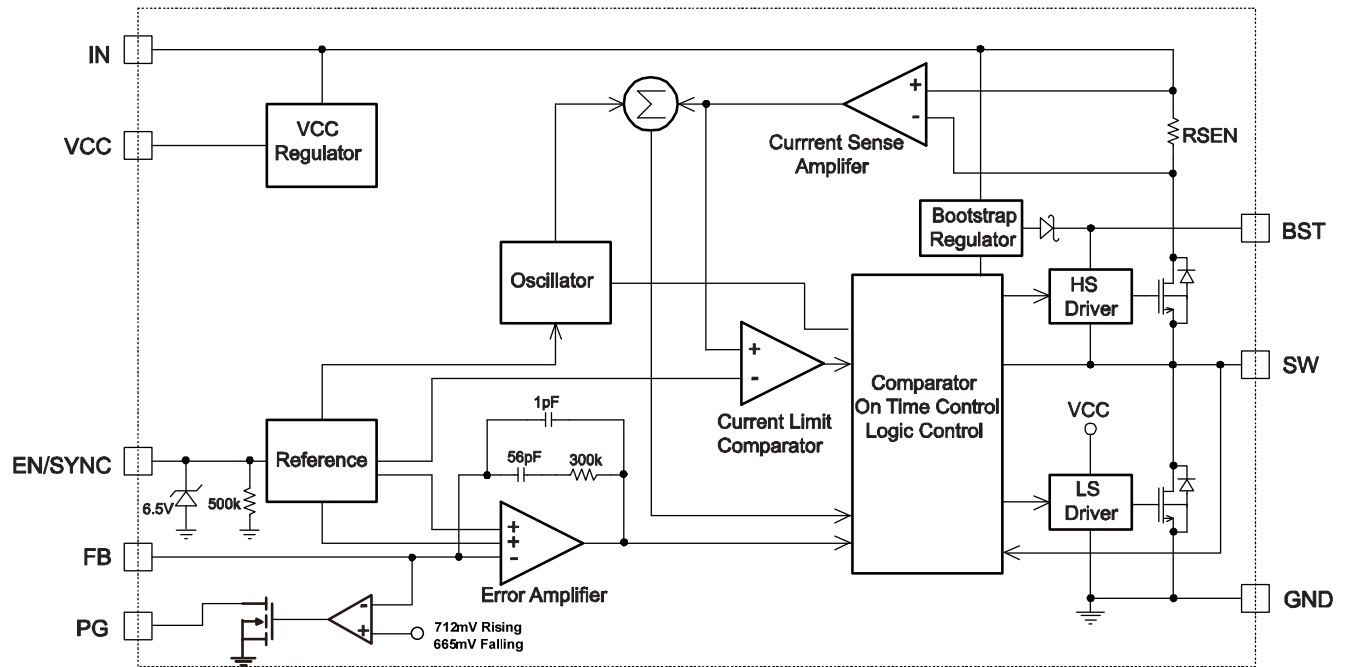 IN
VCC
VCC
Regulator
Σ
+
-
Currrent Sense
Amplifer
RSEN
Bootstrap
Regulator
BST
Oscillator
HS
Driver
+
-
Current Limit
Comparator
Comparator
On Time Control
Logic Control
SW
VCC
1pF
56pF
300k
EN/SYNC
Reference
6.5V
500k
LS
Driver
FB
+
+
-
Error Amplifier
GND
PG
-
+
712mV Rising
665mV Falling